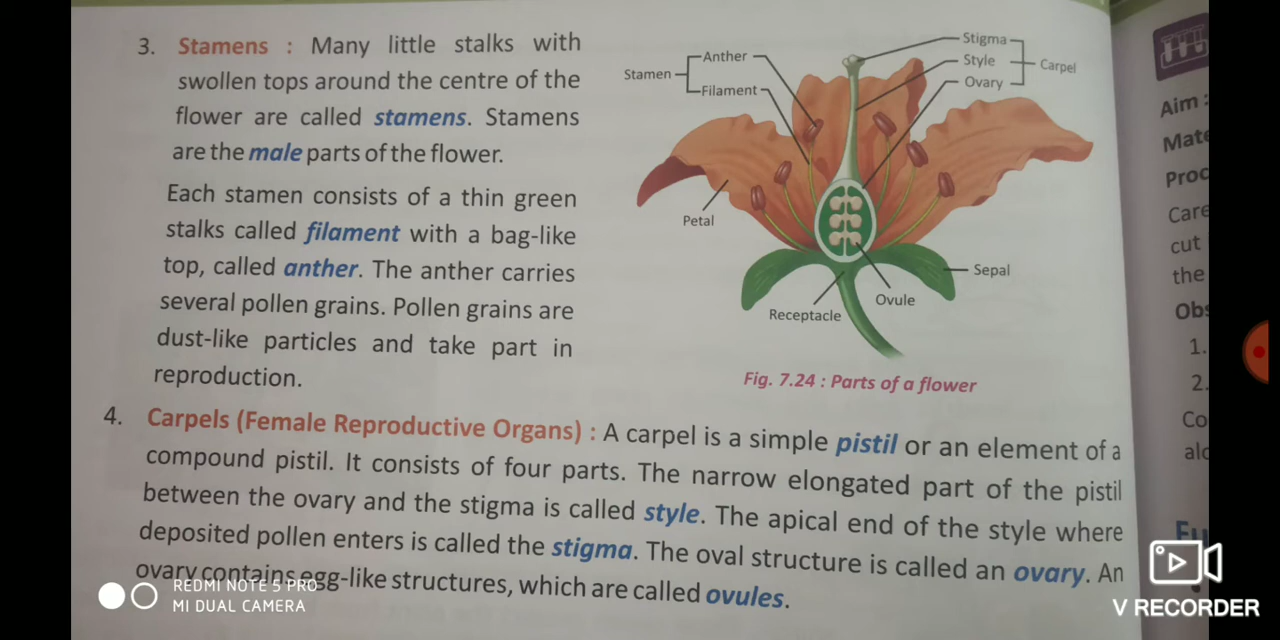 3. Stamens : Many little stalks with
swollen tops around the centre of the
flower are called stamens. Stamens
are the male parts of the flower.
Each stamen consists of a thin green
stalks called filament with a bag-like
top, called anther. The anther carries
several pollen grains. Pollen grains are
dust-like particles and take part in
reproduction.
Stamen
Anther
Filament
Stigma
Style
Ovary
Carpel
Petal
Sepal
Ovule
Receptacle
Fig. 7.24 : Parts of a flower
4. Carpels (Female Reproductive Organs) : A carpel is a simple pistil or an element of a
compound pistil. It consists of four parts. The narrow elongated part of the pistil
between the ovary and the stigma is called style. The apical end of the style where
deposited pollen enters is called the stigma. The oval structure is called an ovary. An
ovary contains egg-like structures, which are called ovules.
Aim :
Mate
Proc
Care
cut
the
Obs
1.
2.
Co
alo
REDMI NOTE 5 PRO
MI DUAL CAMERA
V RECORDER